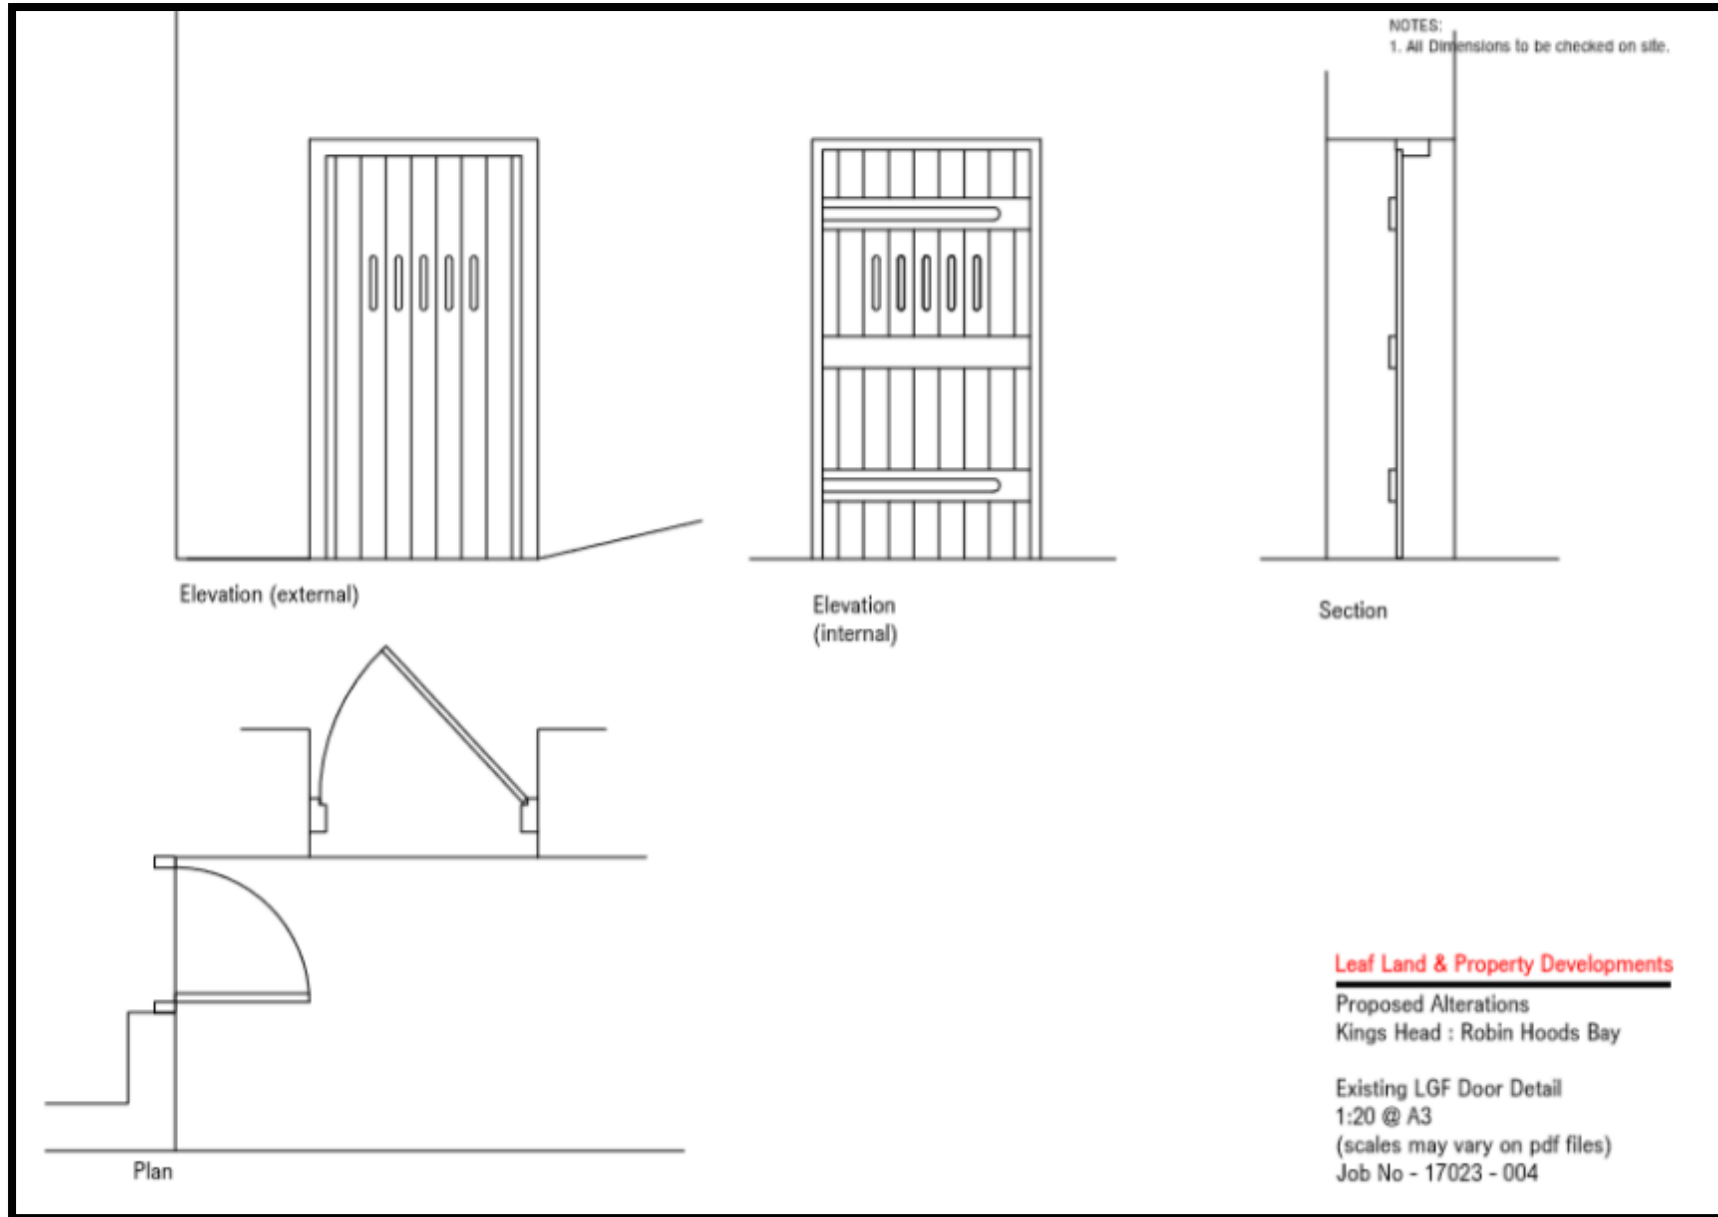 NOTES:
1. All Dimensions to be checked on site.
Elevation (external)
Elevation
(internal)
Section
Plan
Leaf Land & Property Developments
Proposed Alterations
Kings Head : Robin Hoods Bay
Existing LGF Door Detail
1:20 @ A3
(scales may vary on pdf files)
Job No - 17023 - 004